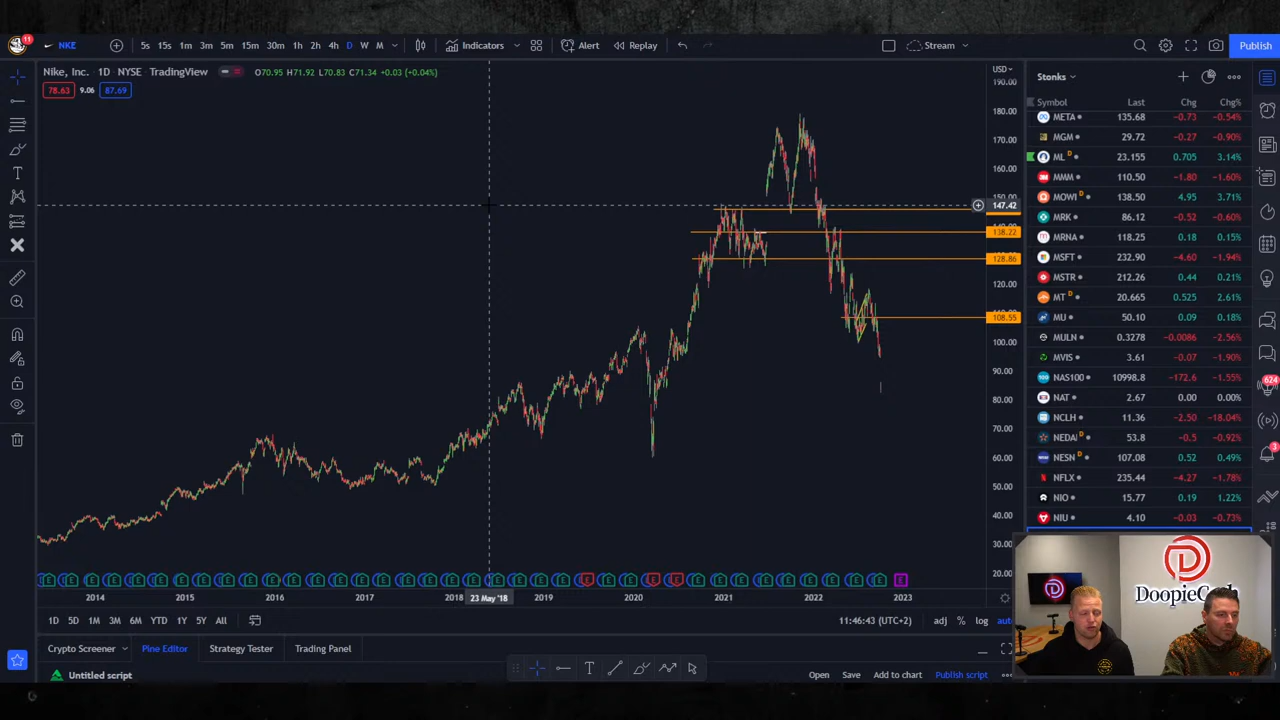 11
NKE
5s 15s 1m 3m 5m 15m 30m 1h 2h 4h D W M
Indicators
Alert
Replay
Stream
Publish
Nike, Inc. 1D NYSE TradingView
O70.95 H71.92 L70.83 C71.34 +0.03 (+0.04%)
78.63 9.06 87.69
USD
190.00
180.00
170.00
160.00
150.00
147.42
138.22
128.86
120.00
108.55
100.00
90.00
80.00
70.00
60.00
50.00
40.00
30.00
20.00
2014 2015 2016 2017 2018 23 May '18 2019 2020 2021 2022 2023
1D 5D 1M 3M 6M YTD 1Y 5Y All
11:46:43 (UTC+2) adj % log auto
Crypto Screener Pine Editor Strategy Tester Trading Panel
Untitled script
Open Save Add to chart Publish script
Stonks
Symbol Last Chg Chg%
META 135.68 -0.73 -0.54%
MGM 29.72 -0.27 -0.90%
ML D 23.155 0.705 3.14%
MMM 110.50 -1.80 -1.60%
MOWI D 138.50 4.95 3.71%
MRK 86.12 -0.52 -0.60%
MRNA 118.25 0.18 0.15%
MSFT 232.90 -4.60 -1.94%
MSTR 212.26 0.44 0.21%
MT D 20.665 0.525 2.61%
MU 50.10 0.09 0.18%
MULN 0.3278 -0.0086 -2.56%
MVIS 3.61 -0.07 -1.90%
NAS100 10998.8 -172.6 -1.55%
NAT 2.67 0.00 0.00%
NCLH 11.36 -2.50 -18.04%
NEDA D 53.8 -0.5 -0.92%
NESN D 107.08 0.52 0.49%
NFLX 235.44 -4.27 -1.78%
NIO 15.77 0.19 1.22%
NIU 4.10 -0.03 -0.73%
624
3
DoopieCash